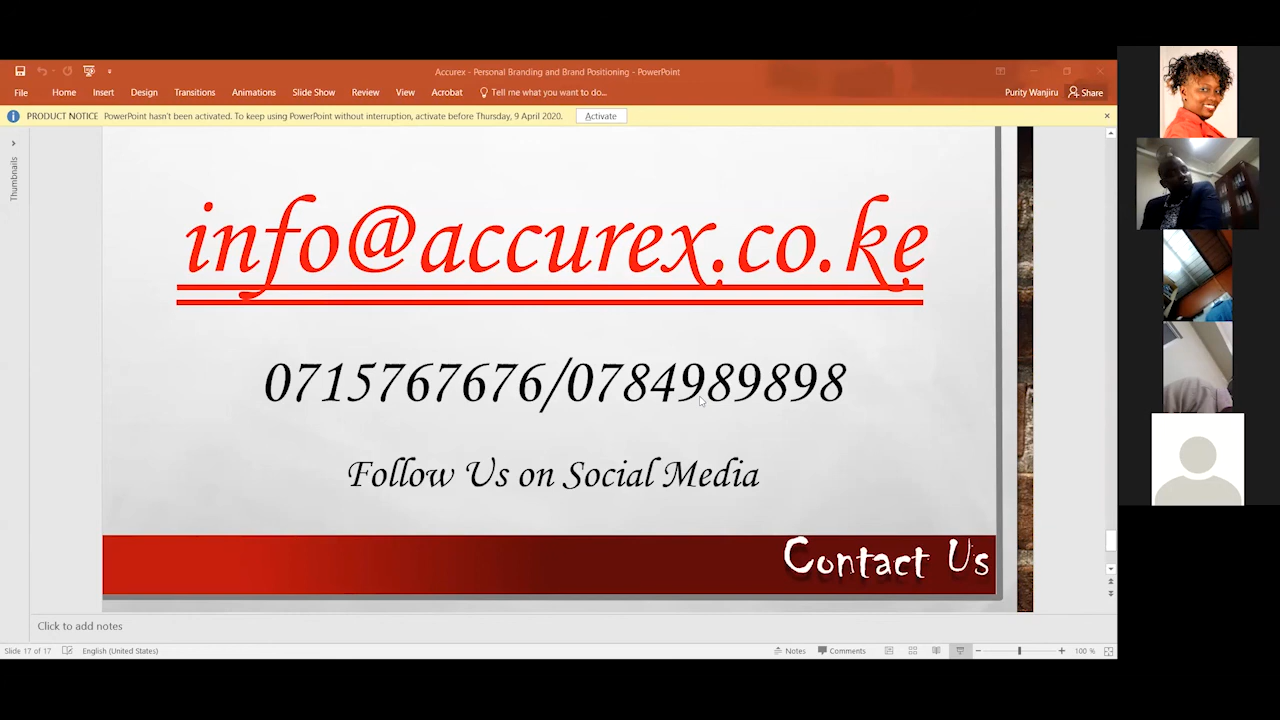 Accurex - Personal Branding and Brand Positioning - PowerPoint
File Home Insert Design Transitions Animations Slide Show Review View Acrobat Tell me what you want to do... Purity Wanjiru Share
PRODUCT NOTICE PowerPoint hasn't been activated. To keep using PowerPoint without interruption, activate before Thursday, 9 April 2020. Activate
Thumbnails
info@accurex.co.ke
0715767676/0784989898
Follow Us on Social Media
Contact Us
Click to add notes
Slide 17 of 17 English (United States) Notes Comments 100 %